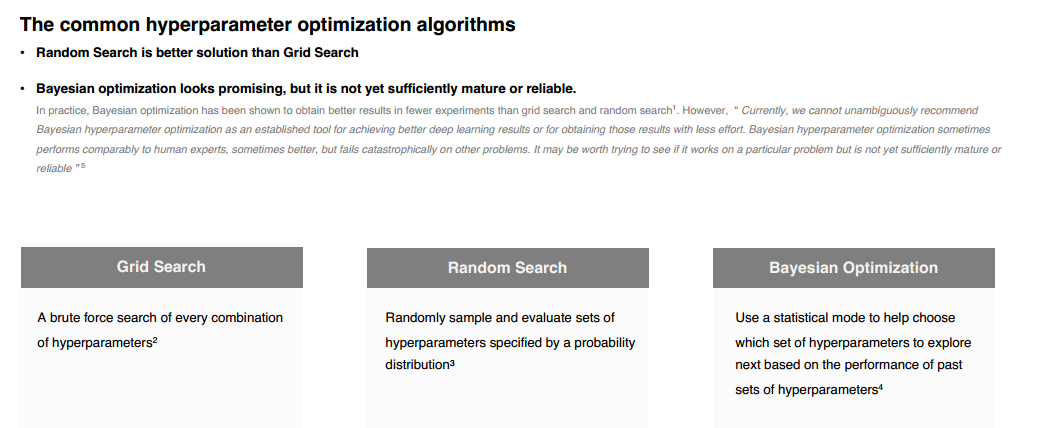 The common hyperparameter optimization algorithms
• Random Search is better solution than Grid Search
• Bayesian optimization looks promising, but it is not yet sufficiently mature or reliable.
In practice, Bayesian optimization has been shown to obtain better results in fewer experiments than grid search and random search¹. However, “ Currently, we cannot unambiguously recommend
Bayesian hyperparameter optimization as an established tool for achieving better deep learning results or for obtaining those results with less effort. Bayesian hyperparameter optimization sometimes
performs comparably to human experts, sometimes better, but fails catastrophically on other problems. It may be worth trying to see if it works on a particular problem but is not yet sufficiently mature or
reliable ”⁵
Grid Search
A brute force search of every combination
of hyperparameters²
Random Search
Randomly sample and evaluate sets of
hyperparameters specified by a probability
distribution³
Bayesian Optimization
Use a statistical mode to help choose
which set of hyperparameters to explore
next based on the performance of past
sets of hyperparameters⁴